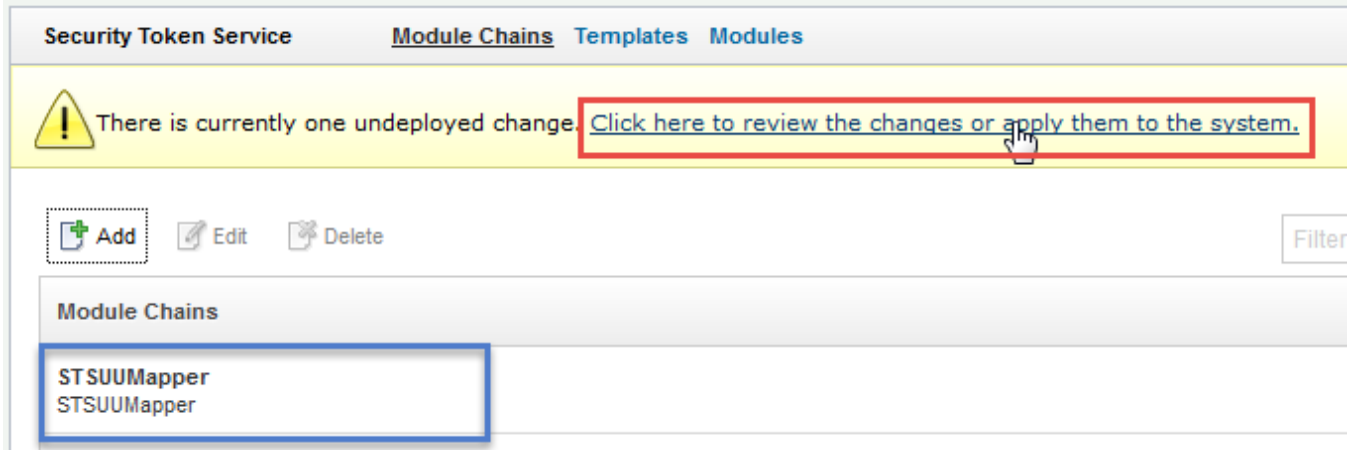 Security Token Service Module Chains Templates Modules
There is currently one undeployed change. Click here to review the changes or apply them to the system.
Add Edit Delete Filter
Module Chains
STSUUMapper
STSUUMapper